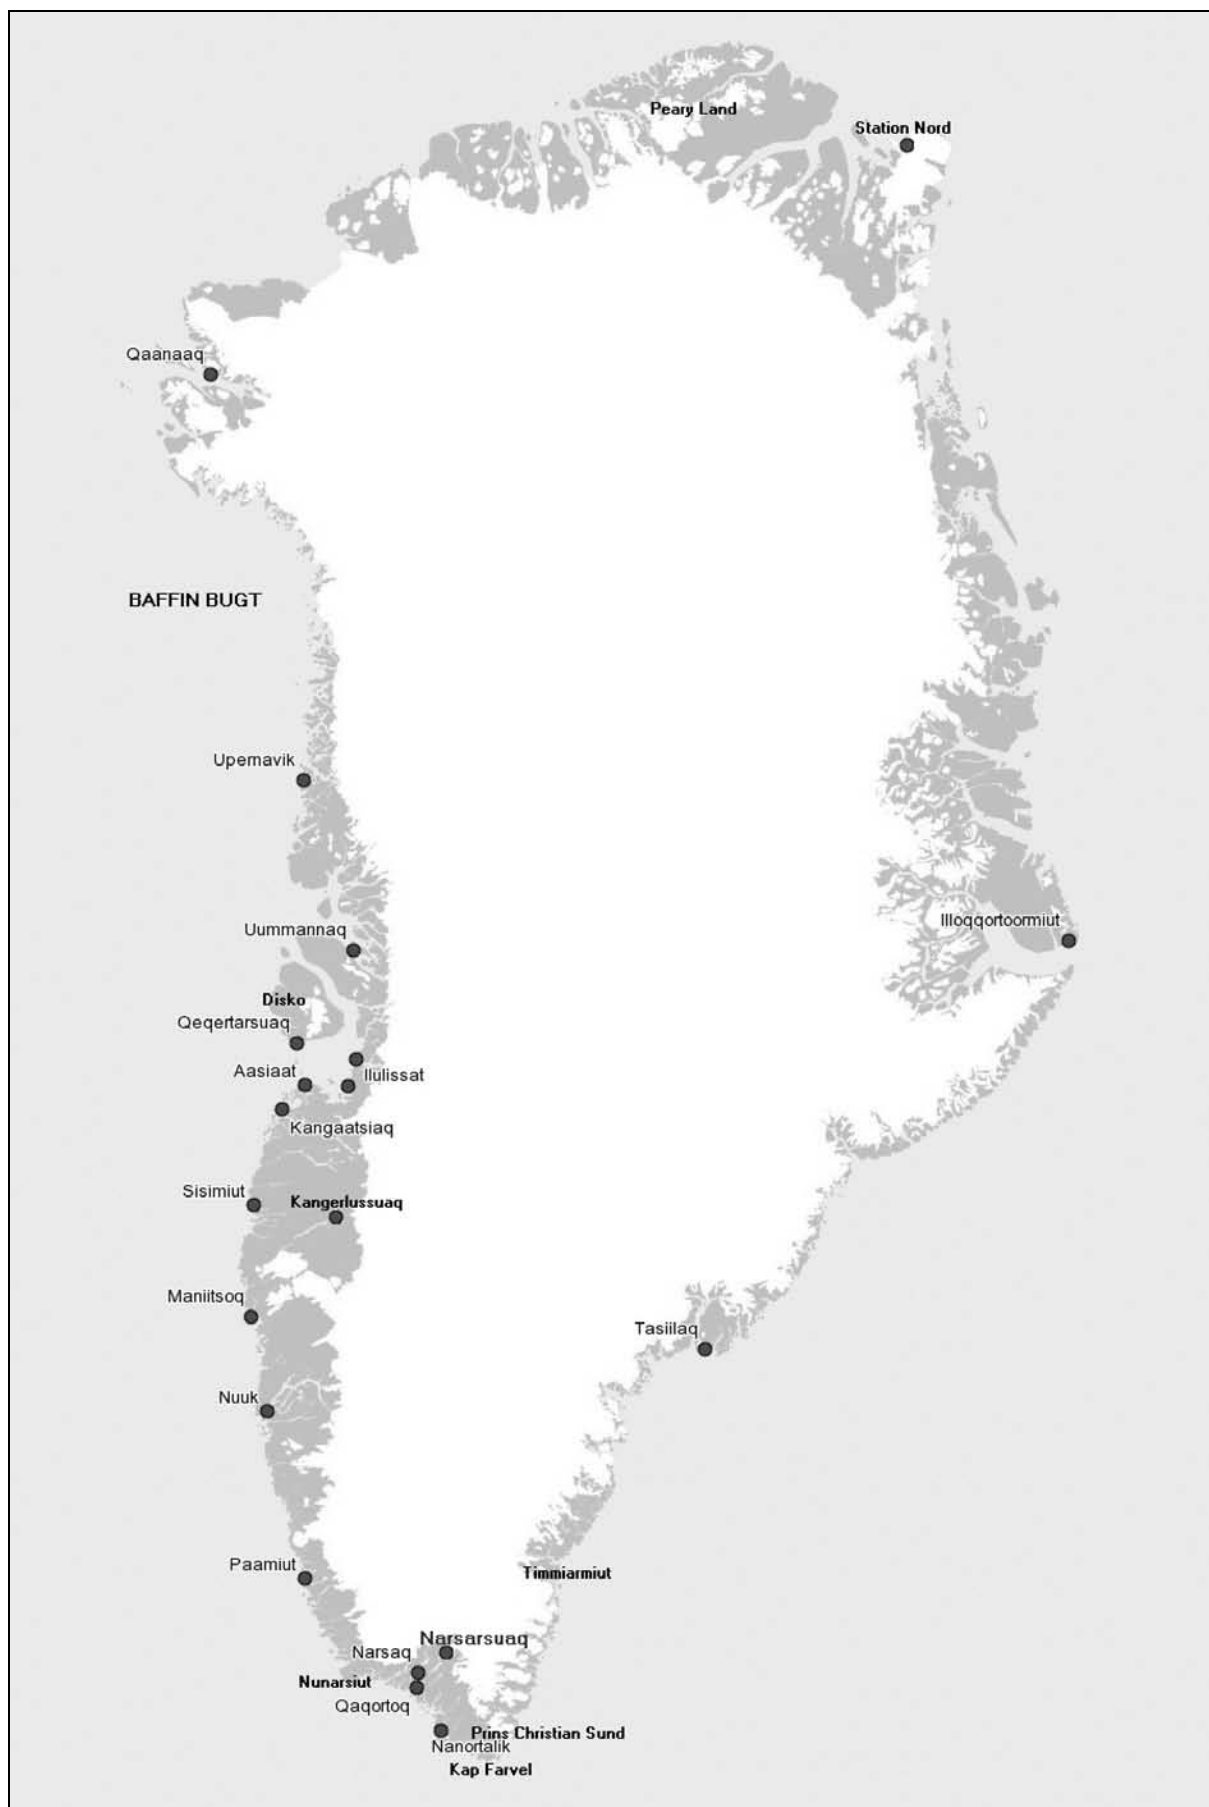 Peary Land
Station Nord
Qaanaaq
BAFFIN BUGT
Upernavik
Illoqqortoormiut
Uummannaq
Disko
Qeqertarsuaq
Ilulissat
Aasiaat
Kangaatsiaq
Sisimiut
Kangerlussuaq
Maniitsoq
Tasiilaq
Nuuk
Paamiut
Timmiarmiut
Narsarsuaq
Narsaq
Nunarsiut
Qaqortoq
Prins Christian Sund
Nanortalik
Kap Farvel